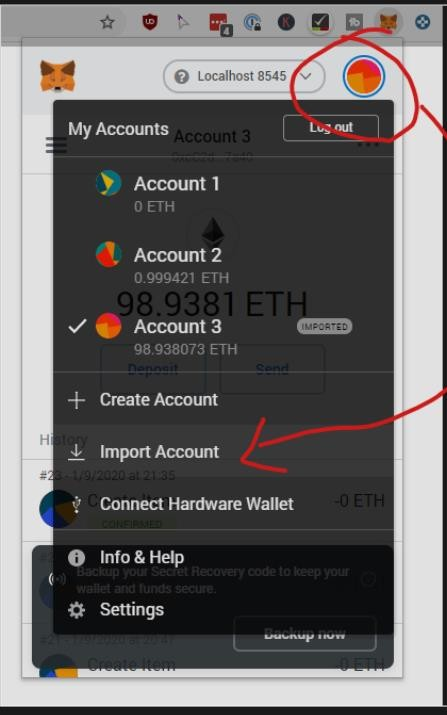 4
Localhost 8545
My Accounts
Account 3
Log out
Account 1
0 ETH
Account 2
0.999421 ETH
98.9381 ETH
Account 3
IMPORTED
98.938073 ETH
Deposit
Send
Create Account
History
Import Account
#23 - 1/9/2020 at 21:35
Create Item
-0 ETH
Connect Hardware Wallet
CONFIRMED
Info & Help
Backup your Secret Recovery code to keep your
wallet and funds secure.
Settings
Backup now
#21 - 1/9/2020 at 20:47
Create Item
-0 ETH